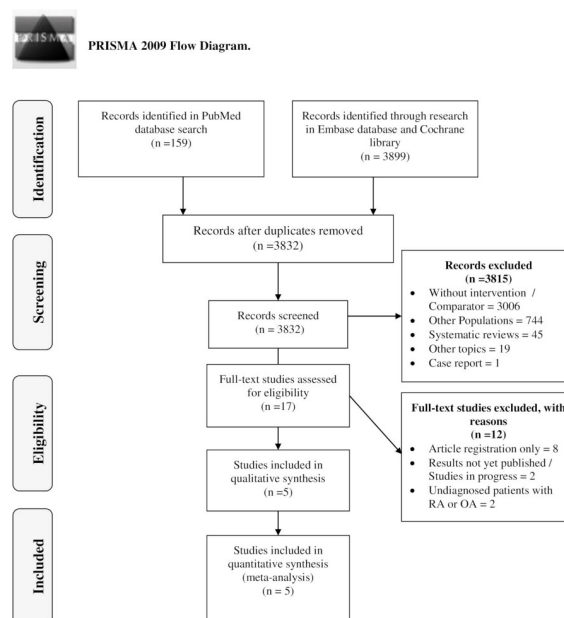 PRISMA
PRISMA 2009 Flow Diagram.
Identification
Records identified in PubMed
database search
(n =159)
Records identified through research
in Embase database and Cochrane
library
(n = 3899)
Records after duplicates removed
(n =3832)
Screening
Records screened
(n = 3832)
Records excluded
(n =3815)
• Without intervention /
Comparator = 3006
• Other Populations = 744
• Systematic reviews = 45
• Other topics = 19
• Case report = 1
Eligibility
Full-text studies assessed
for eligibility
(n =17)
Full-text studies excluded, with
reasons
(n =12)
• Article registration only = 8
• Results not yet published /
Studies in progress = 2
• Undiagnosed patients with
RA or OA = 2
Studies included in
qualitative synthesis
(n =5)
Included
Studies included in
quantitative synthesis
(meta-analysis)
(n = 5)